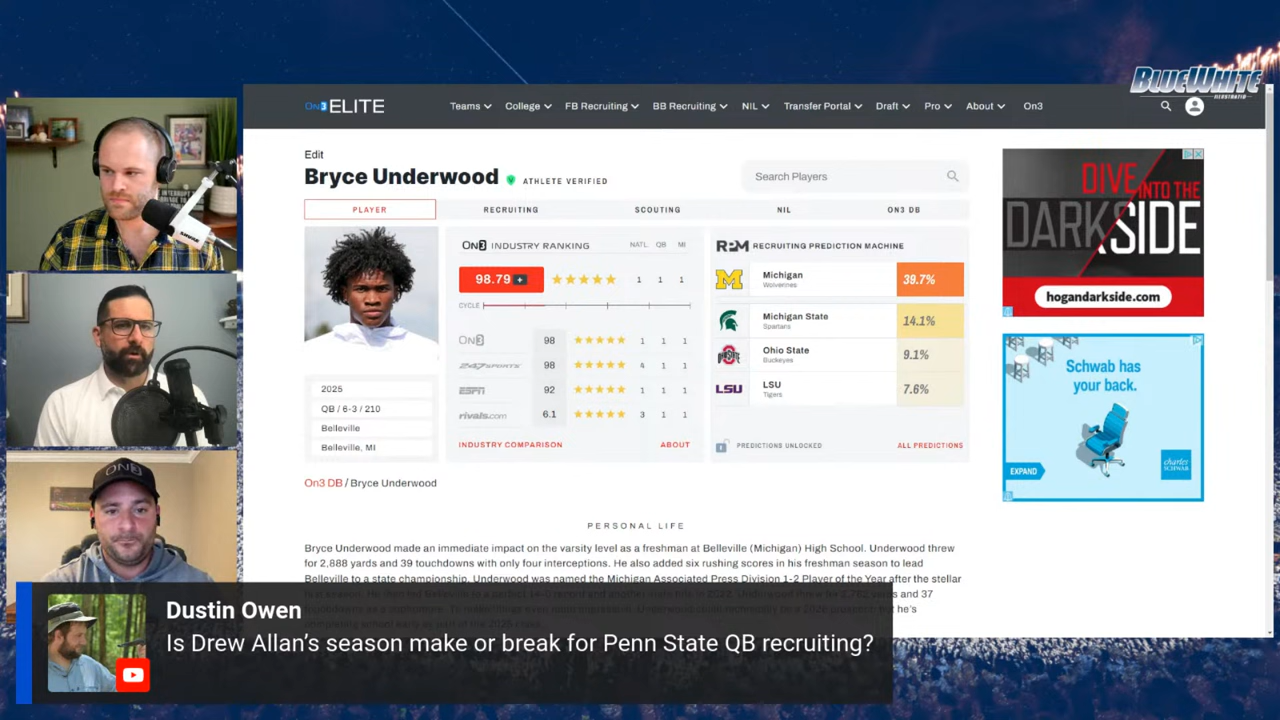 BLUEWHITE
ILLUSTRATED
On3 ELITE
Teams College FB Recruiting BB Recruiting NIL Transfer Portal Draft Pro About On3
Edit
Bryce Underwood ATHLETE VERIFIED
Search Players
PLAYER RECRUITING SCOUTING NIL ON3 DB
On3 INDUSTRY RANKING NATL. QB MI
98.79 + 1 1 1
CYCLE
On3 98 1 1 1
247SPORTS 98 4 1 1
ESPN 92 1 1 1
rivals.com 6.1 3 1 1
INDUSTRY COMPARISON ABOUT
RPM RECRUITING PREDICTION MACHINE
Michigan
Wolverines
39.7%
Michigan State
Spartans
14.1%
Ohio State
Buckeyes
9.1%
LSU LSU
Tigers
7.6%
PREDICTIONS UNLOCKED ALL PREDICTIONS
2025
QB / 6-3 / 210
Belleville
Belleville, MI
On3 DB / Bryce Underwood
PERSONAL LIFE
Bryce Underwood made an immediate impact on the varsity level as a freshman at Belleville (Michigan) High School. Underwood threw
for 2,888 yards and 39 touchdowns with only four interceptions. He also added six rushing scores in his freshman season to lead
Belleville to a state championship. Underwood was named the Michigan Associated Press Division 1-2 Player of the Year after the stellar
DIVE INTO THE
DARKSIDE
hogandarkside.com
Schwab has
your back.
EXPAND
charles
SCHWAB
ON3
Dustin Owen
Is Drew Allan's season make or break for Penn State QB recruiting?